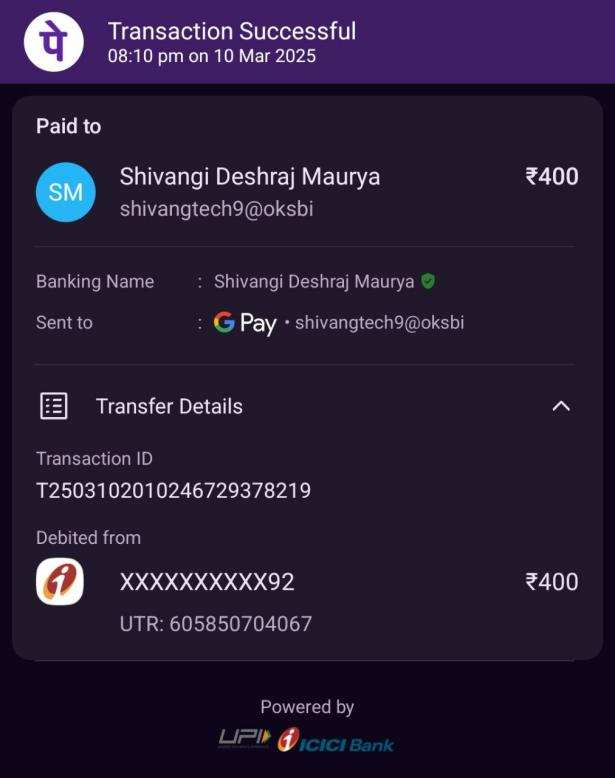 पे
Transaction Successful
08:10 pm on 10 Mar 2025
Paid to
SM
Shivangi Deshraj Maurya ₹400
shivangtech9@oksbi
Banking Name : Shivangi Deshraj Maurya
Sent to : G Pay • shivangtech9@oksbi
Transfer Details
Transaction ID
T2503102010246729378219
Debited from
XXXXXXXXXX92 ₹400
UTR: 605850704067
Powered by
UPI ICICI Bank